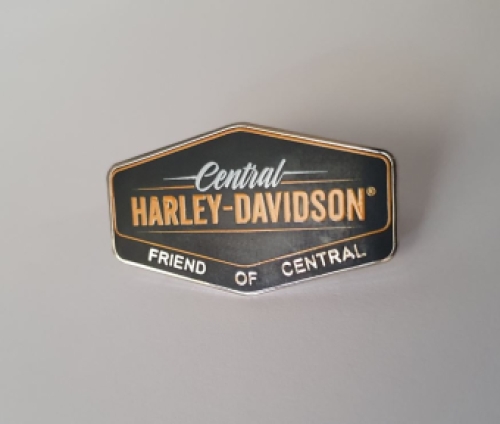 Central
HARLEY-DAVIDSON®
FRIEND OF CENTRAL